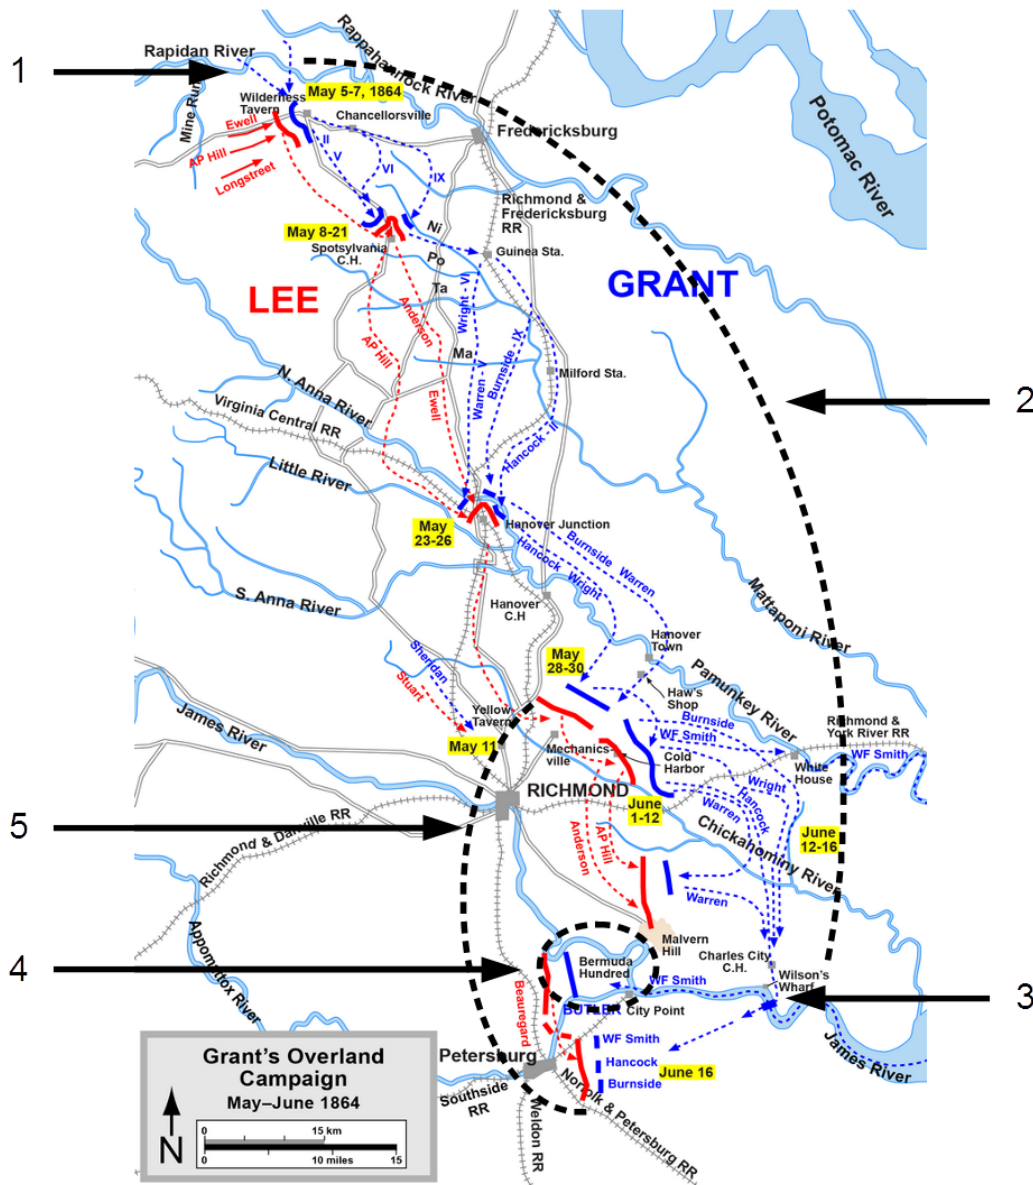 1
Rapidan River
Rappahannock River
Mine Run
Wilderness
Tavern
May 5-7, 1864
Chancellorsville
Fredericksburg
Potomac River
Ewell
AP Hill
Longstreet
II
V
VI
IX
Richmond &
Fredericksburg
RR
May 8-21
Spotsylvania
C.H.
Ni
Po
Ta
Ma
Guinea Sta.
LEE
GRANT
Anderson
AP Hill
Ewell
Wright VI
Warren V
Burnside IX
Hancock II
Milford Sta.
2
N. Anna River
Virginia Central RR
Little River
May
23-26
Hanover Junction
Hancock
Wright
Burnside
Warren
S. Anna River
Hanover
C.H
Mattaponi River
Hanover
Town
May
28-30
Haw's
Shop
Pamunkey River
Sheridan
Stuart
Yellow
Tavern
May 11
James River
Burnside
WF Smith
Richmond &
York River RR
WF Smith
White
House
Mechanics-
ville
Cold
Harbor
RICHMOND
June
1-12
Wright
Hancock
Warren
June
12-16
5
Richmond & Danville RR
Chickahominy River
Anderson
AP Hill
Warren
Malvern
Hill
Appomattox River
4
Bermuda
Hundred
WF Smith
Charles City
C.H.
Wilson's
Wharf
3
Beauregard
BUTLER
City Point
James River
WF Smith
Hancock
Burnside
June 16
Petersburg
Southside
RR
Weldon RR
Norfolk & Petersburg RR
Grant's Overland
Campaign
May–June 1864
N
0
15 km
0
10 miles
15